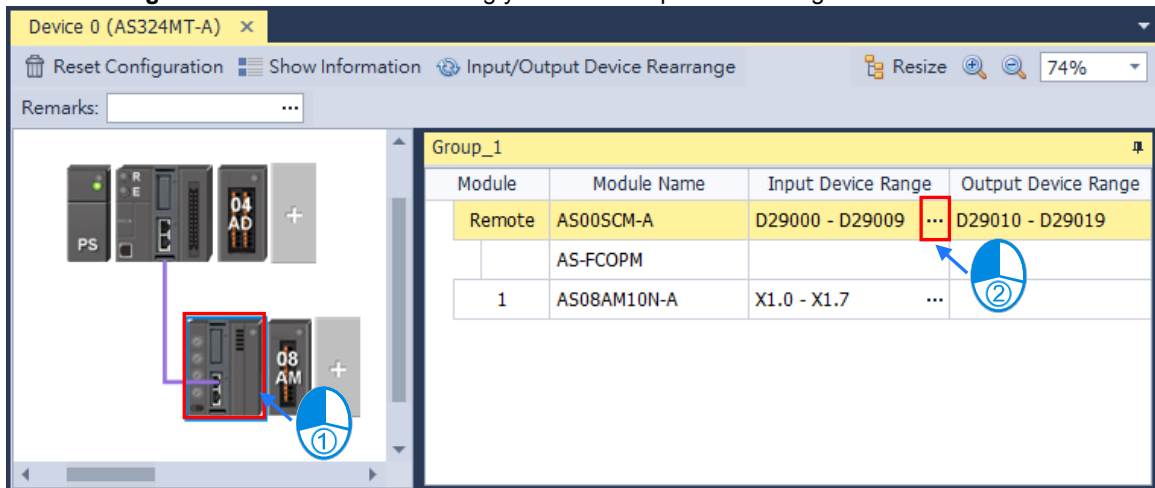 Device 0 (AS324MT-A) ×
Reset Configuration Show Information Input/Output Device Rearrange Resize 74%
Remarks: ...
R
E
PS
04
AD
+
08
AM
+
①
Group_1
Module Module Name Input Device Range Output Device Range
Remote AS00SCM-A D29000 - D29009 ... D29010 - D29019
AS-FCOPM
1 AS08AM10N-A X1.0 - X1.7 ...
②